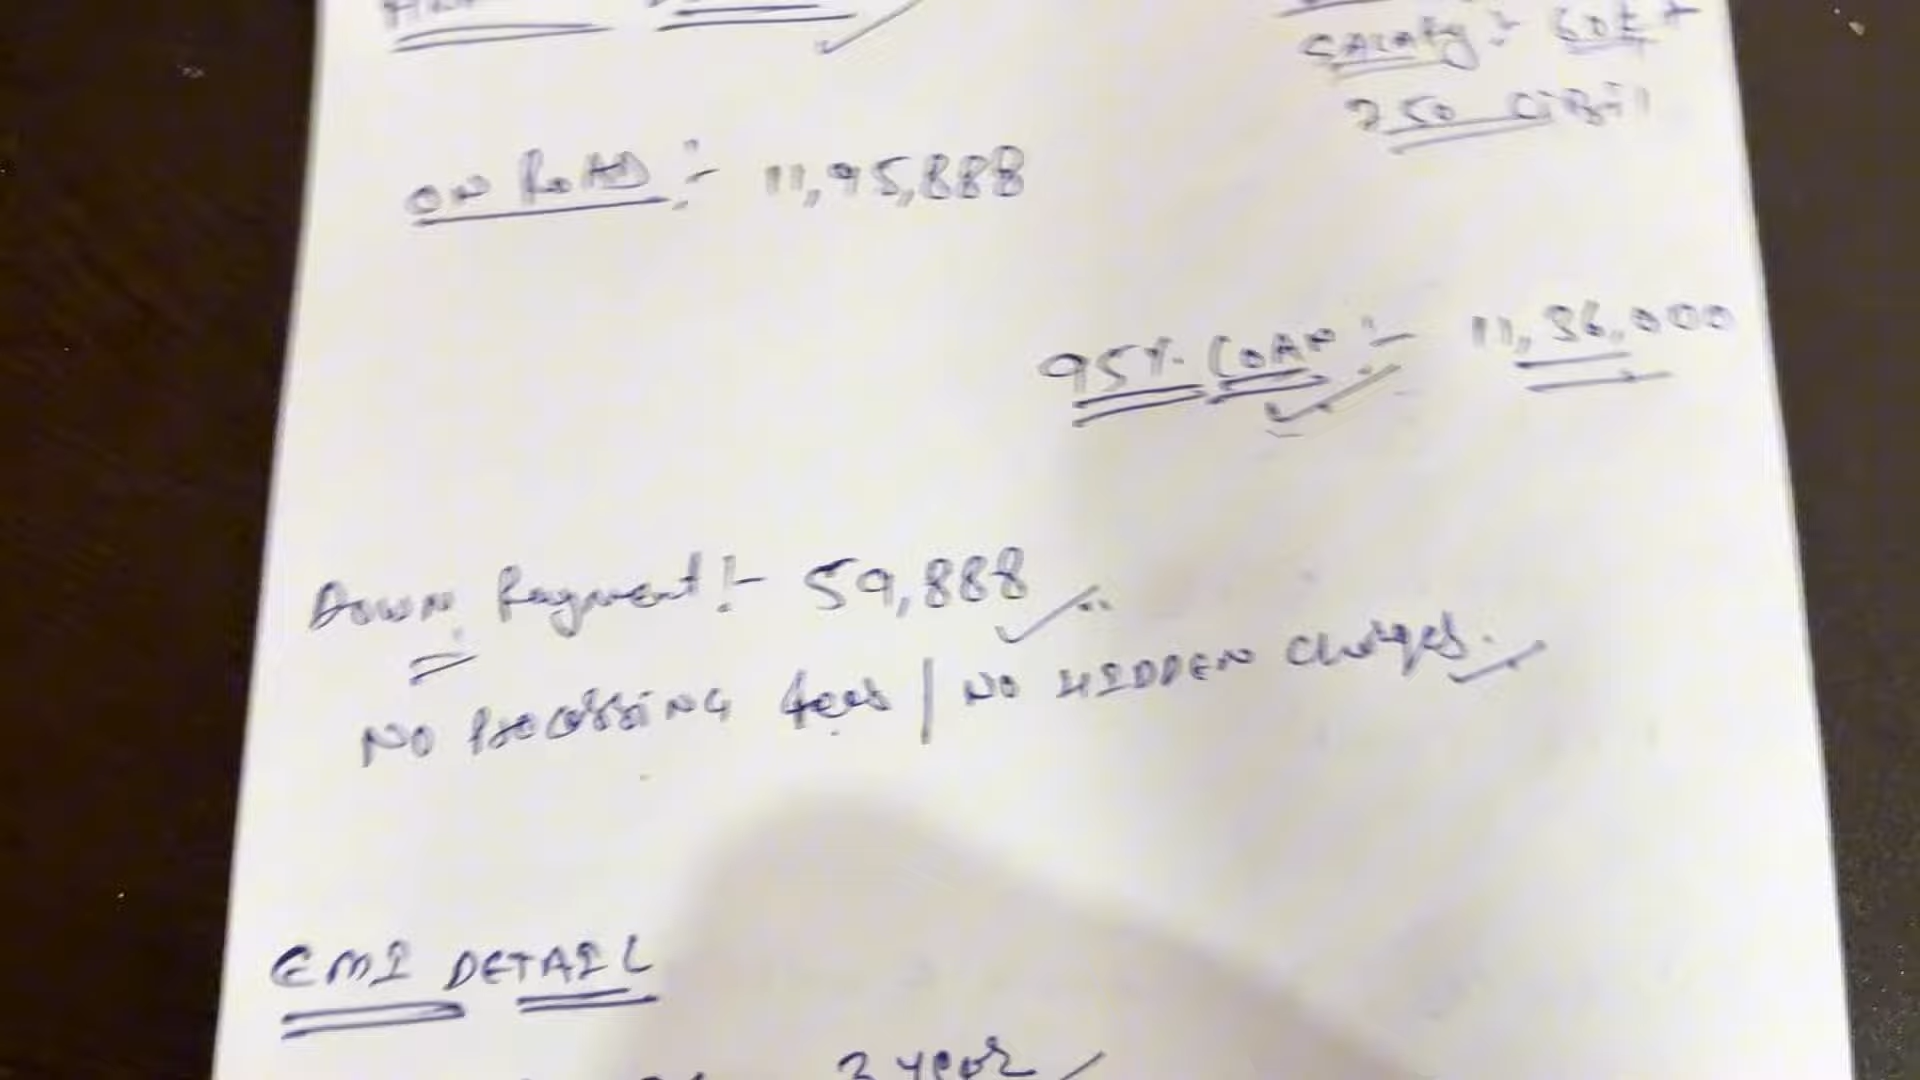 SALARY :- 50K+
750 CIBIL
ON ROAD :- 11,95,888
95% LOAN :- 11,36,000
DOWN Payment :- 59,888
NO PROCESSING fees | NO HIDDEN Charges.
EMI DETAIL
3 year